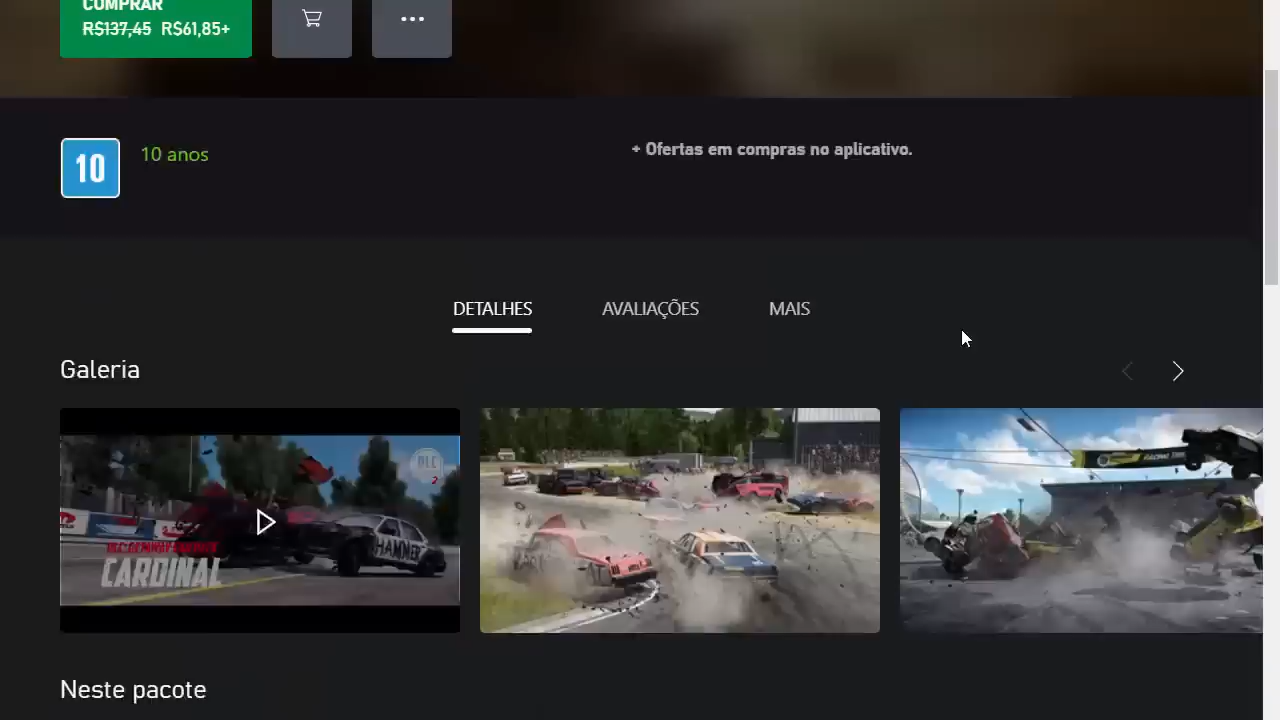 COMPRAR
R$137,45 R$61,85+
10
10 anos
+ Ofertas em compras no aplicativo.
DETALHES
AVALIAÇÕES
MAIS
Galeria
DLC
HAMMER
CARDINAL
Neste pacote